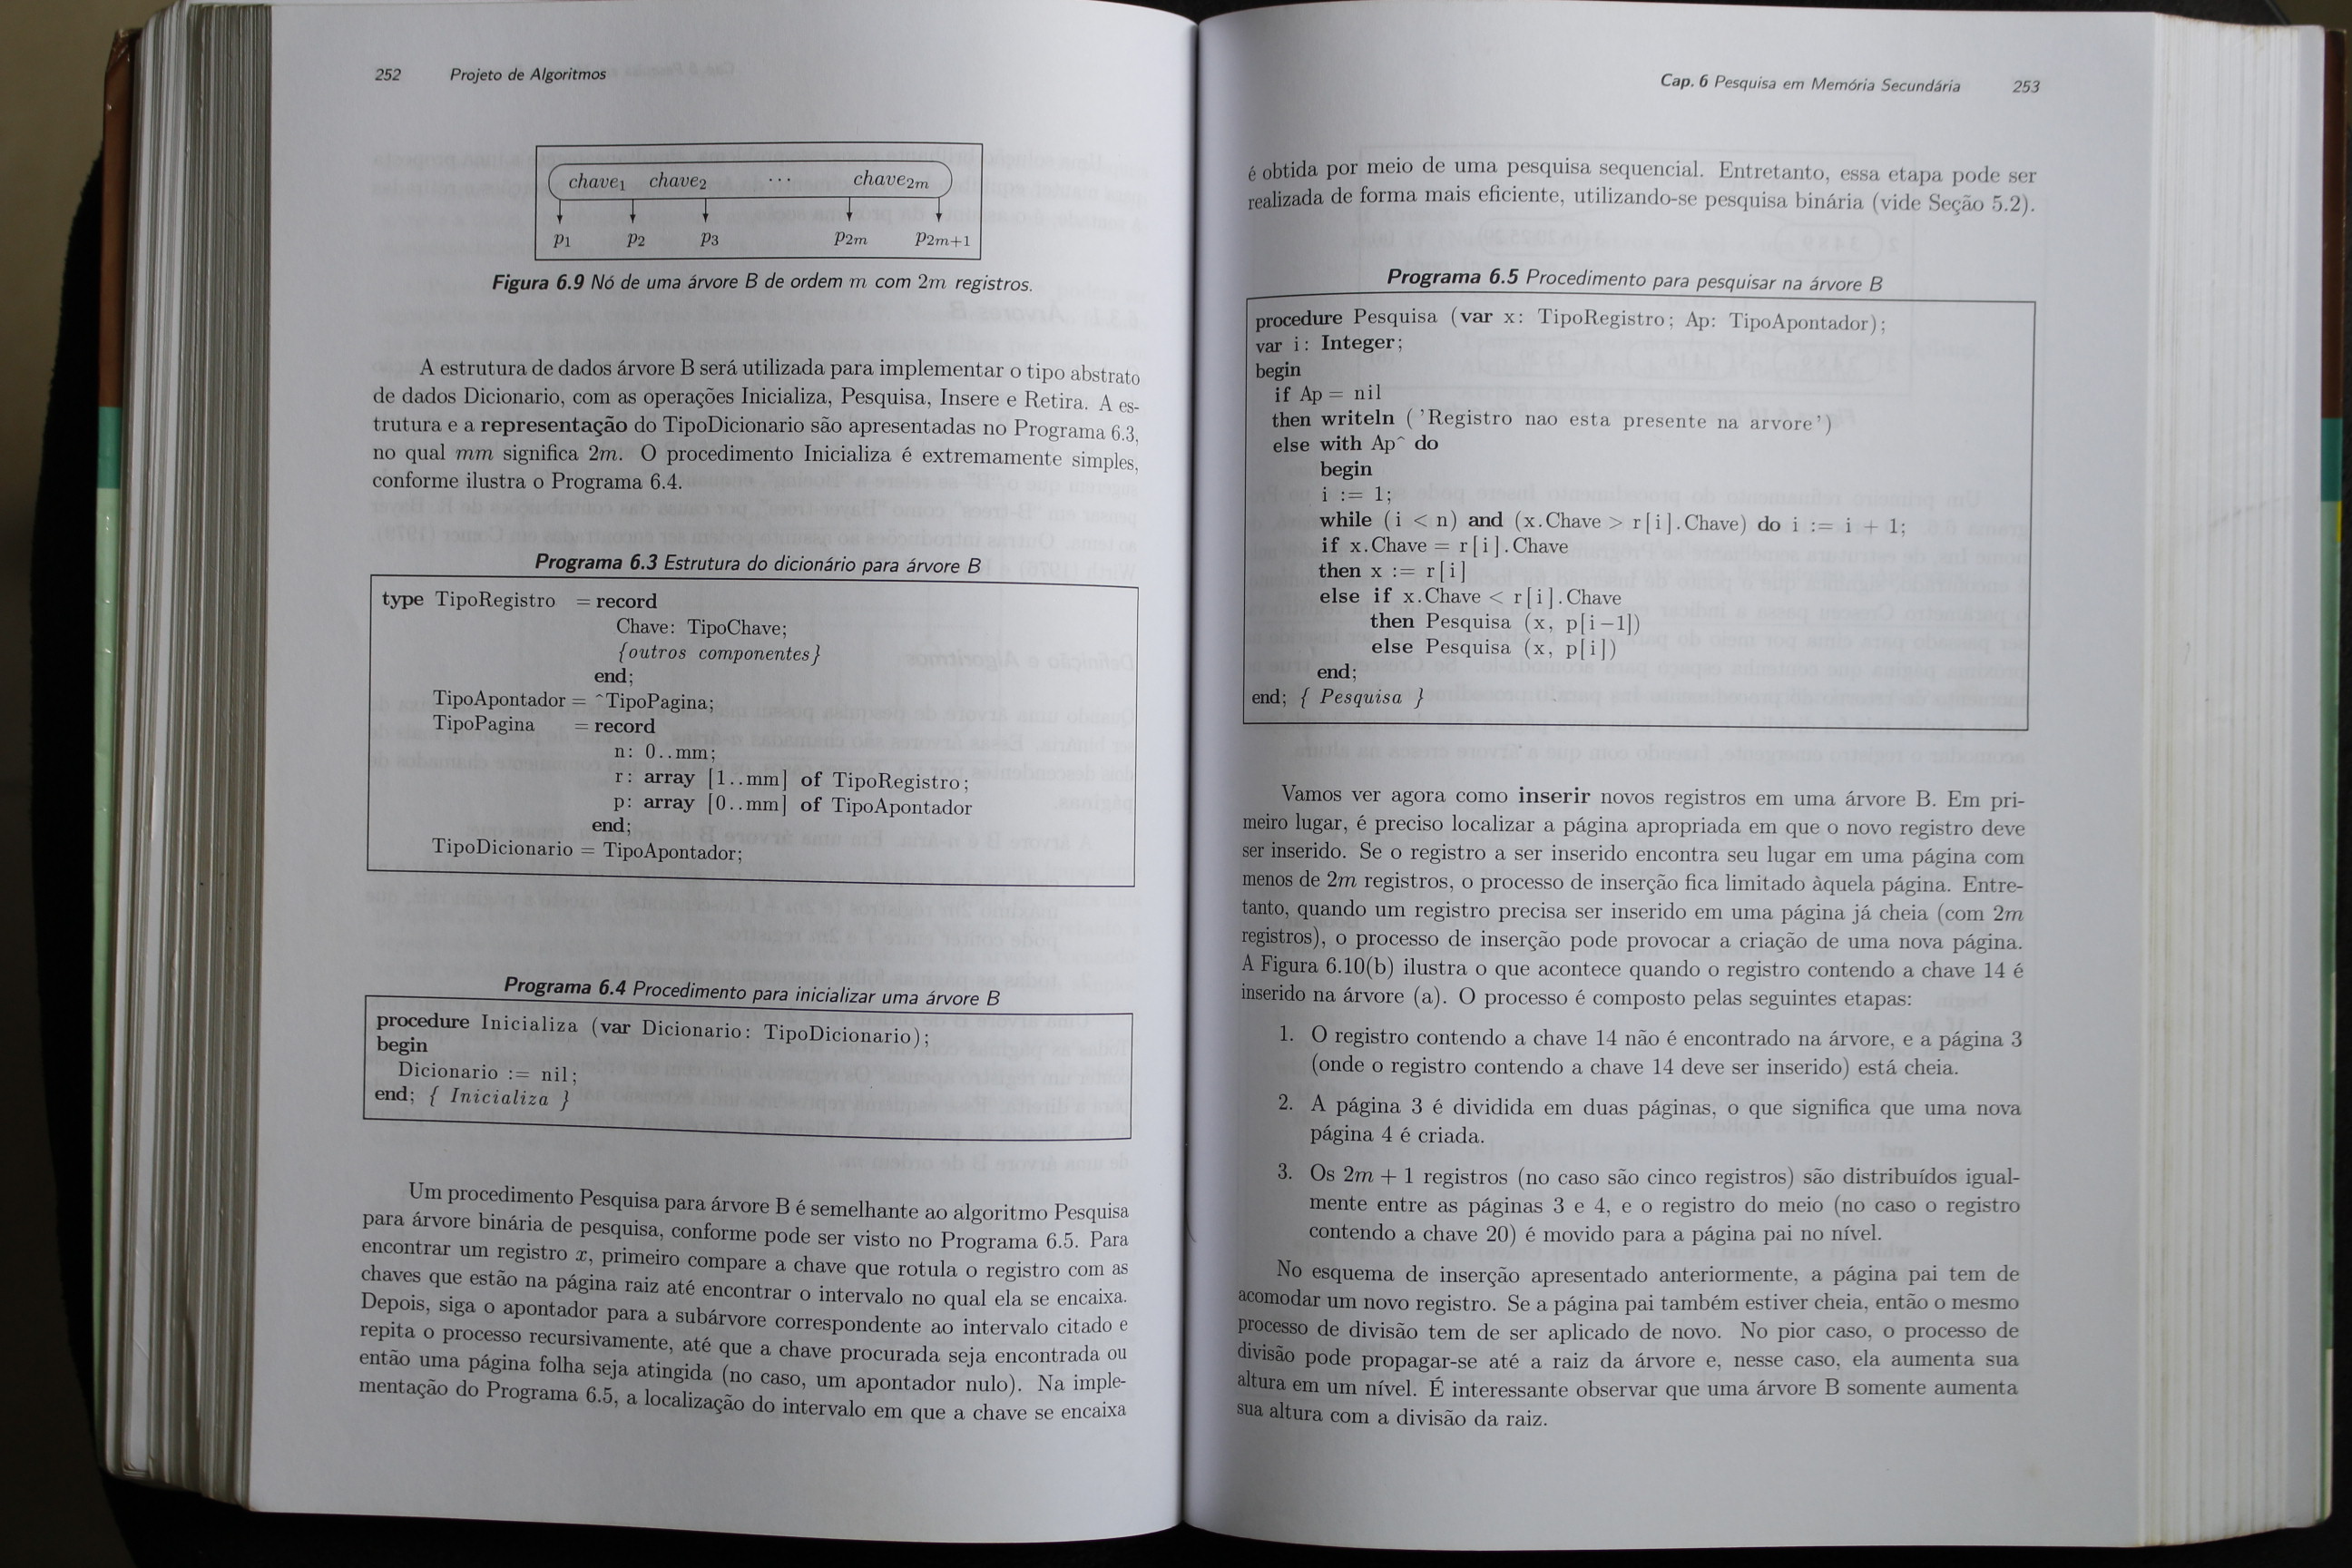 252 Projeto de Algoritmos
chave1 chave2 ... chave2m
p1 p2 p3 p2m p2m+1
Figura 6.9 Nó de uma árvore B de ordem m com 2m registros.
A estrutura de dados árvore B será utilizada para implementar o tipo abstrato
de dados Dicionario, com as operações Inicializa, Pesquisa, Insere e Retira. A es-
trutura e a representação do TipoDicionario são apresentadas no Programa 6.3,
no qual mm significa 2m. O procedimento Inicializa é extremamente simples,
conforme ilustra o Programa 6.4.
Programa 6.3 Estrutura do dicionário para árvore B
type TipoRegistro = record
Chave: TipoChave;
{outros componentes}
end;
TipoApontador = ^TipoPagina;
TipoPagina = record
n: 0..mm;
r: array [1..mm] of TipoRegistro;
p: array [0..mm] of TipoApontador
end;
TipoDicionario = TipoApontador;
Programa 6.4 Procedimento para inicializar uma árvore B
procedure Inicializa (var Dicionario: TipoDicionario);
begin
Dicionario := nil;
end; { Inicializa }
Um procedimento Pesquisa para árvore B é semelhante ao algoritmo Pesquisa
para árvore binária de pesquisa, conforme pode ser visto no Programa 6.5. Para
encontrar um registro x, primeiro compare a chave que rotula o registro com as
chaves que estão na página raiz até encontrar o intervalo no qual ela se encaixa.
Depois, siga o apontador para a subárvore correspondente ao intervalo citado e
repita o processo recursivamente, até que a chave procurada seja encontrada ou
então uma página folha seja atingida (no caso, um apontador nulo). Na imple-
mentação do Programa 6.5, a localização do intervalo em que a chave se encaixa
Cap. 6 Pesquisa em Memória Secundária 253
é obtida por meio de uma pesquisa sequencial. Entretanto, essa etapa pode ser
realizada de forma mais eficiente, utilizando-se pesquisa binária (vide Seção 5.2).
Programa 6.5 Procedimento para pesquisar na árvore B
procedure Pesquisa (var x: TipoRegistro; Ap: TipoApontador);
var i: Integer;
begin
if Ap = nil
then writeln ('Registro nao esta presente na arvore')
else with Ap^ do
begin
i := 1;
while (i < n) and (x.Chave > r[i].Chave) do i := i + 1;
if x.Chave = r[i].Chave
then x := r[i]
else if x.Chave < r[i].Chave
then Pesquisa (x, p[i-1])
else Pesquisa (x, p[i])
end;
end; { Pesquisa }
Vamos ver agora como inserir novos registros em uma árvore B. Em pri-
meiro lugar, é preciso localizar a página apropriada em que o novo registro deve
ser inserido. Se o registro a ser inserido encontra seu lugar em uma página com
menos de 2m registros, o processo de inserção fica limitado àquela página. Entre-
tanto, quando um registro precisa ser inserido em uma página já cheia (com 2m
registros), o processo de inserção pode provocar a criação de uma nova página.
A Figura 6.10(b) ilustra o que acontece quando o registro contendo a chave 14 é
inserido na árvore (a). O processo é composto pelas seguintes etapas:
1. O registro contendo a chave 14 não é encontrado na árvore, e a página 3
(onde o registro contendo a chave 14 deve ser inserido) está cheia.
2. A página 3 é dividida em duas páginas, o que significa que uma nova
página 4 é criada.
3. Os 2m + 1 registros (no caso são cinco registros) são distribuídos igual-
mente entre as páginas 3 e 4, e o registro do meio (no caso o registro
contendo a chave 20) é movido para a página pai no nível.
No esquema de inserção apresentado anteriormente, a página pai tem de
acomodar um novo registro. Se a página pai também estiver cheia, então o mesmo
processo de divisão tem de ser aplicado de novo. No pior caso, o processo de
divisão pode propagar-se até a raiz da árvore e, nesse caso, ela aumenta sua
altura em um nível. É interessante observar que uma árvore B somente aumenta
sua altura com a divisão da raiz.